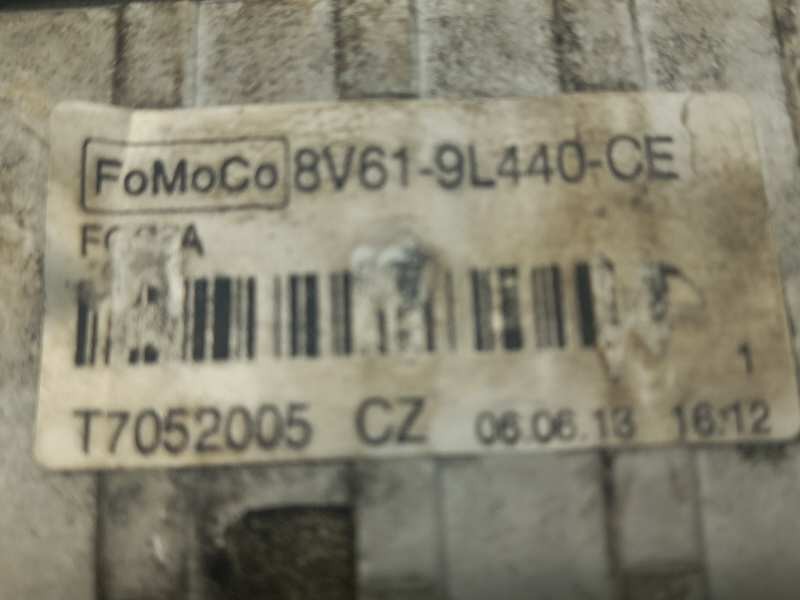 FoMoCo 8V61-9L440-CE
1
T7052005 CZ 06.06.13 16:12